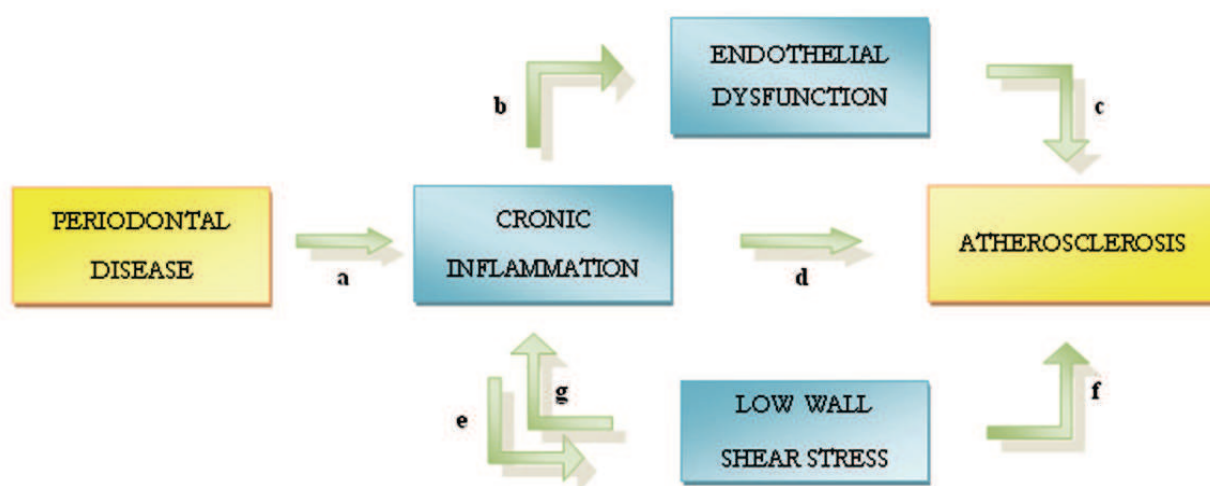 ENDOTHELIAL
DYSFUNCTION
b
c
PERIODONTAL
DISEASE
a
CRONIC
INFLAMMATION
d
ATHEROSCLEROSIS
e
g
LOW WALL
SHEAR STRESS
f